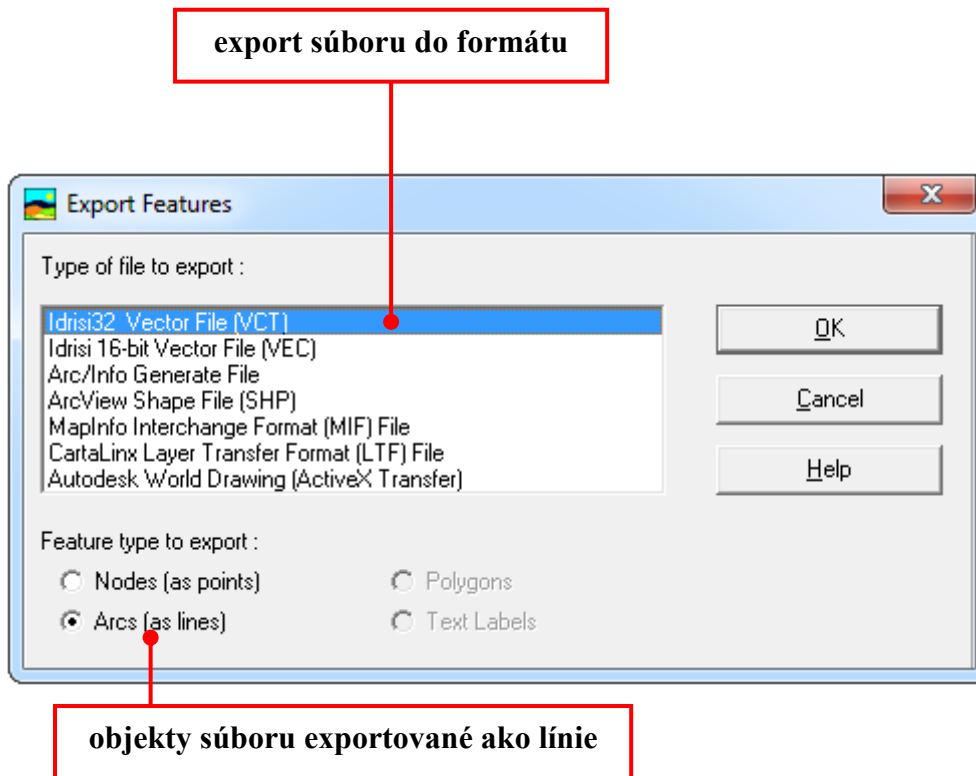 export súboru do formátu
Export Features
Type of file to export :
Idrisi32 Vector File (VCT)
Idrisi 16-bit Vector File (VEC)
Arc/Info Generate File
ArcView Shape File (SHP)
MapInfo Interchange Format (MIF) File
CartaLinx Layer Transfer Format (LTF) File
Autodesk World Drawing (ActiveX Transfer)
OK
Cancel
Help
Feature type to export :
Nodes (as points)
Polygons
Arcs (as lines)
Text Labels
objekty súboru exportované ako línie